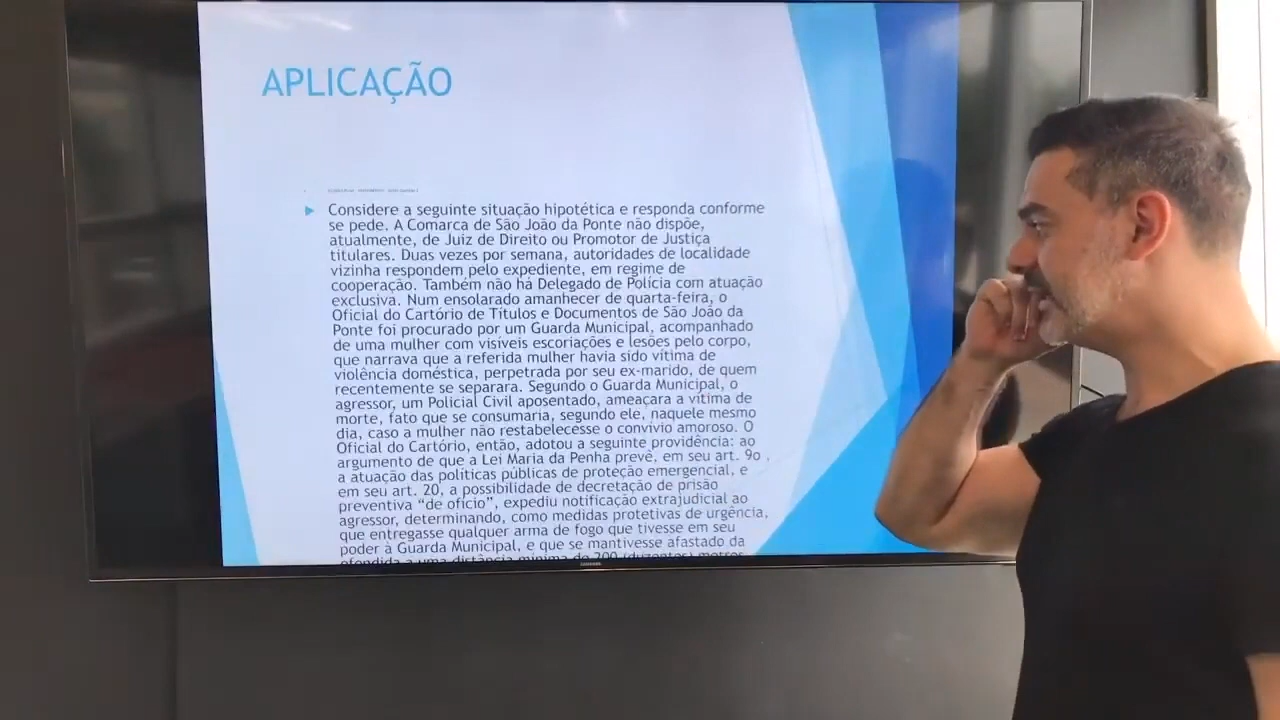 APLICAÇÃO
Considere a seguinte situação hipotética e responda conforme
se pede. A Comarca de São João da Ponte não dispõe,
atualmente, de Juiz de Direito ou Promotor de Justiça
titulares. Duas vezes por semana, autoridades de localidade
vizinha respondem pelo expediente, em regime de
cooperação. Também não há Delegado de Polícia com atuação
exclusiva. Num ensolarado amanhecer de quarta-feira, o
Oficial do Cartório de Títulos e Documentos de São João da
Ponte foi procurado por um Guarda Municipal, acompanhado
de uma mulher com visíveis escoriações e lesões pelo corpo,
que narrava que a referida mulher havia sido vítima de
violência doméstica, perpetrada por seu ex-marido, de quem
recentemente se separara. Segundo o Guarda Municipal, o
agressor, um Policial Civil aposentado, ameaçara a vítima de
morte, fato que se consumaria, segundo ele, naquele mesmo
dia, caso a mulher não restabelecesse o convívio amoroso. O
Oficial do Cartório, então, adotou a seguinte providência: ao
argumento de que a Lei Maria da Penha prevê, em seu art. 9o ,
a atuação das políticas públicas de proteção emergencial, e
em seu art. 20, a possibilidade de decretação de prisão
preventiva “de ofício”, expediu notificação extrajudicial ao
agressor, determinando, como medidas protetivas de urgência,
que entregasse qualquer arma de fogo que tivesse em seu
poder à Guarda Municipal, e que se mantivesse afastado da
ofendida a uma distância mínima de 200 (duzentos) metros
SAMSUNG